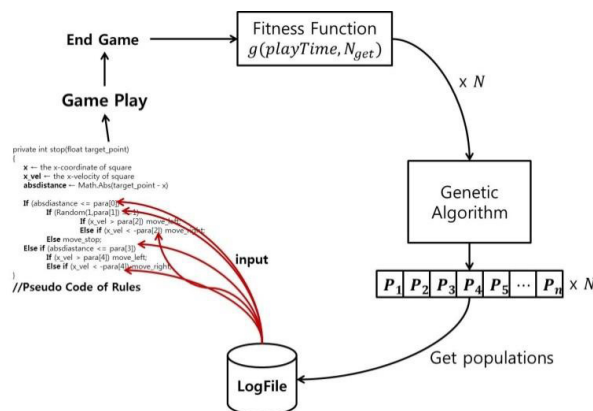 End Game
Fitness Function
g(playTime, N_get)
x N
Game Play
private int stop(float target_point)
{
x ← the x-coordinate of square
x_vel ← the x-velocity of square
absdistance ← Math.Abs(target_point - x)
If (absdiastance <= para[0])
If (Random(1,para[1]) 1)
If (x_vel > para[2]) move_left;
Else if (x_vel < -para[2]) move_right;
Else move_stop;
Else if (absdiastance <= para[3])
If (x_vel > para[4]) move_left;
Else if (x_vel < -para[4]) move_right;
}
//Pseudo Code of Rules
input
Genetic
Algorithm
P1 P2 P3 P4 P5 ... Pn x N
Get populations
LogFile